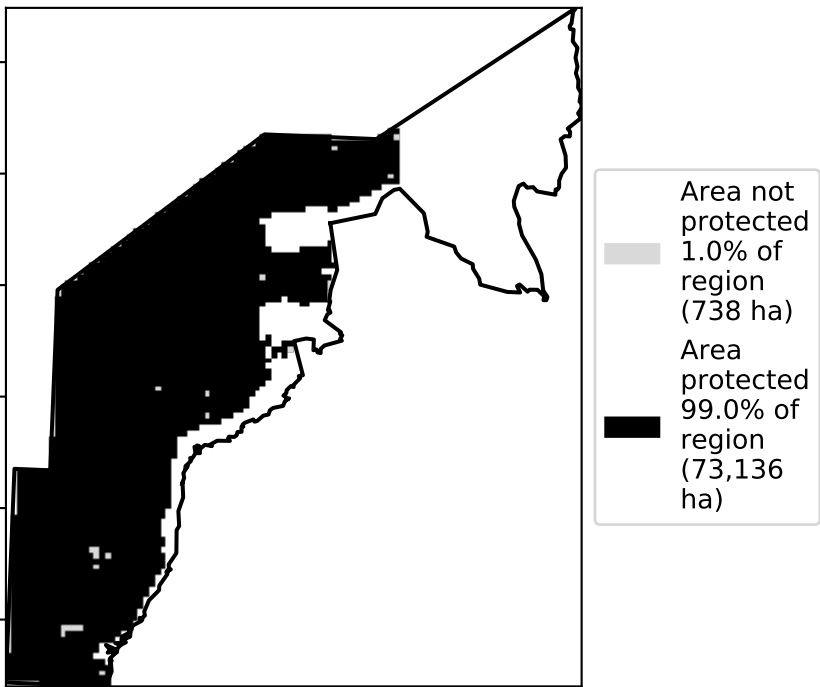 Area not
protected
1.0% of
region
(738 ha)
Area
protected
99.0% of
region
(73,136
ha)